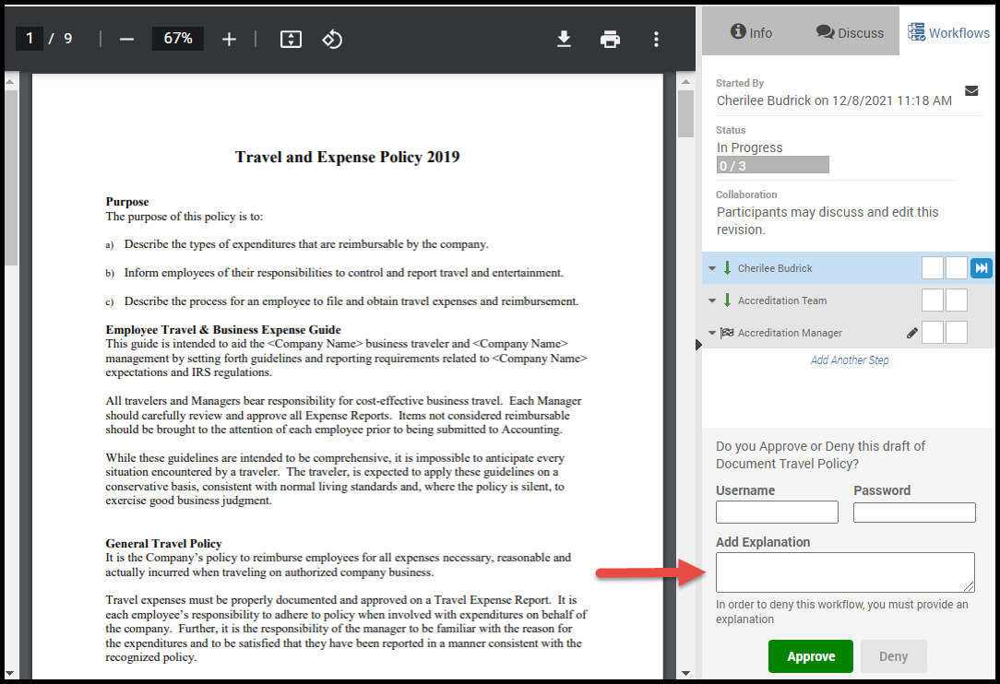 1 / 9
67%
Info
Discuss
Workflows
Travel and Expense Policy 2019
Purpose
The purpose of this policy is to:
a) Describe the types of expenditures that are reimbursable by the company.
b) Inform employees of their responsibilities to control and report travel and entertainment.
c) Describe the process for an employee to file and obtain travel expenses and reimbursement.
Employee Travel & Business Expense Guide
This guide is intended to aid the <Company Name> business traveler and <Company Name>
management by setting forth guidelines and reporting requirements related to <Company Name>
expectations and IRS regulations.
All travelers and Managers bear responsibility for cost-effective business travel.  Each Manager
should carefully review and approve all Expense Reports.  Items not considered reimbursable
should be brought to the attention of each employee prior to being submitted to Accounting.
While these guidelines are intended to be comprehensive, it is impossible to anticipate every
situation encountered by a traveler.  The traveler, is expected to apply these guidelines on a
conservative basis, consistent with normal living standards and, where the policy is silent, to
exercise good business judgment.
General Travel Policy
It is the Company's policy to reimburse employees for all expenses necessary, reasonable and
actually incurred when traveling on authorized company business.
Travel expenses must be properly documented and approved on a Travel Expense Report.  It is
each employee's responsibility to adhere to policy when involved with expenditures on behalf of
the company.  Further, it is the responsibility of the manager to be familiar with the reason for
the expenditures and to be satisfied that they have been reported in a manner consistent with the
recognized policy.
Started By
Cherilee Budrick on 12/8/2021 11:18 AM
Status
In Progress
0 / 3
Collaboration
Participants may discuss and edit this
revision.
Cherilee Budrick
Accreditation Team
Accreditation Manager
Add Another Step
Do you Approve or Deny this draft of
Document Travel Policy?
Username Password
Add Explanation
In order to deny this workflow, you must provide an
explanation
Approve Deny